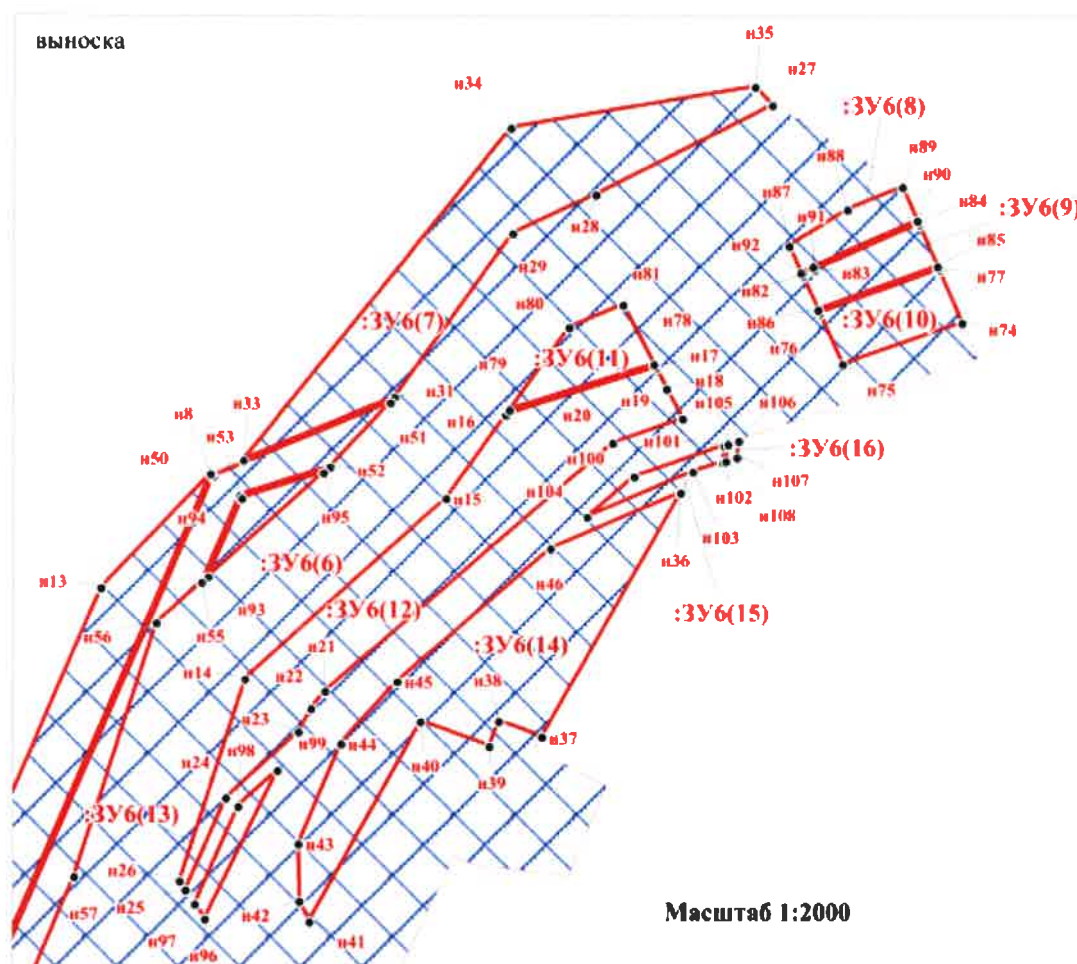 выноска
н35
н27
н34
:ЗУ6(8)
н89
н88
н90
н87
н84
:ЗУ6(9)
н28
н91
н85
н92
н29
н81
н83
н77
н82
н80
н78
н86
:ЗУ6(10)
н74
:ЗУ6(7)
н76
н17
н79
:ЗУ6(11)
н75
н31
н18
н19
н8
н33
н105
н106
н16
н20
н51
н53
н101
:ЗУ6(16)
н50
н100
н52
н107
н104
н102
н15
н94
н95
н108
н103
н36
:ЗУ6(6)
н46
н13
н93
:ЗУ6(12)
:ЗУ6(15)
н56
н55
:ЗУ6(14)
н21
н14
н22
н45
н38
н23
н37
н99
н44
н40
н98
н39
н24
:ЗУ6(13)
н43
н26
н57
н25
н42
Масштаб 1:2000
н41
н97
н96